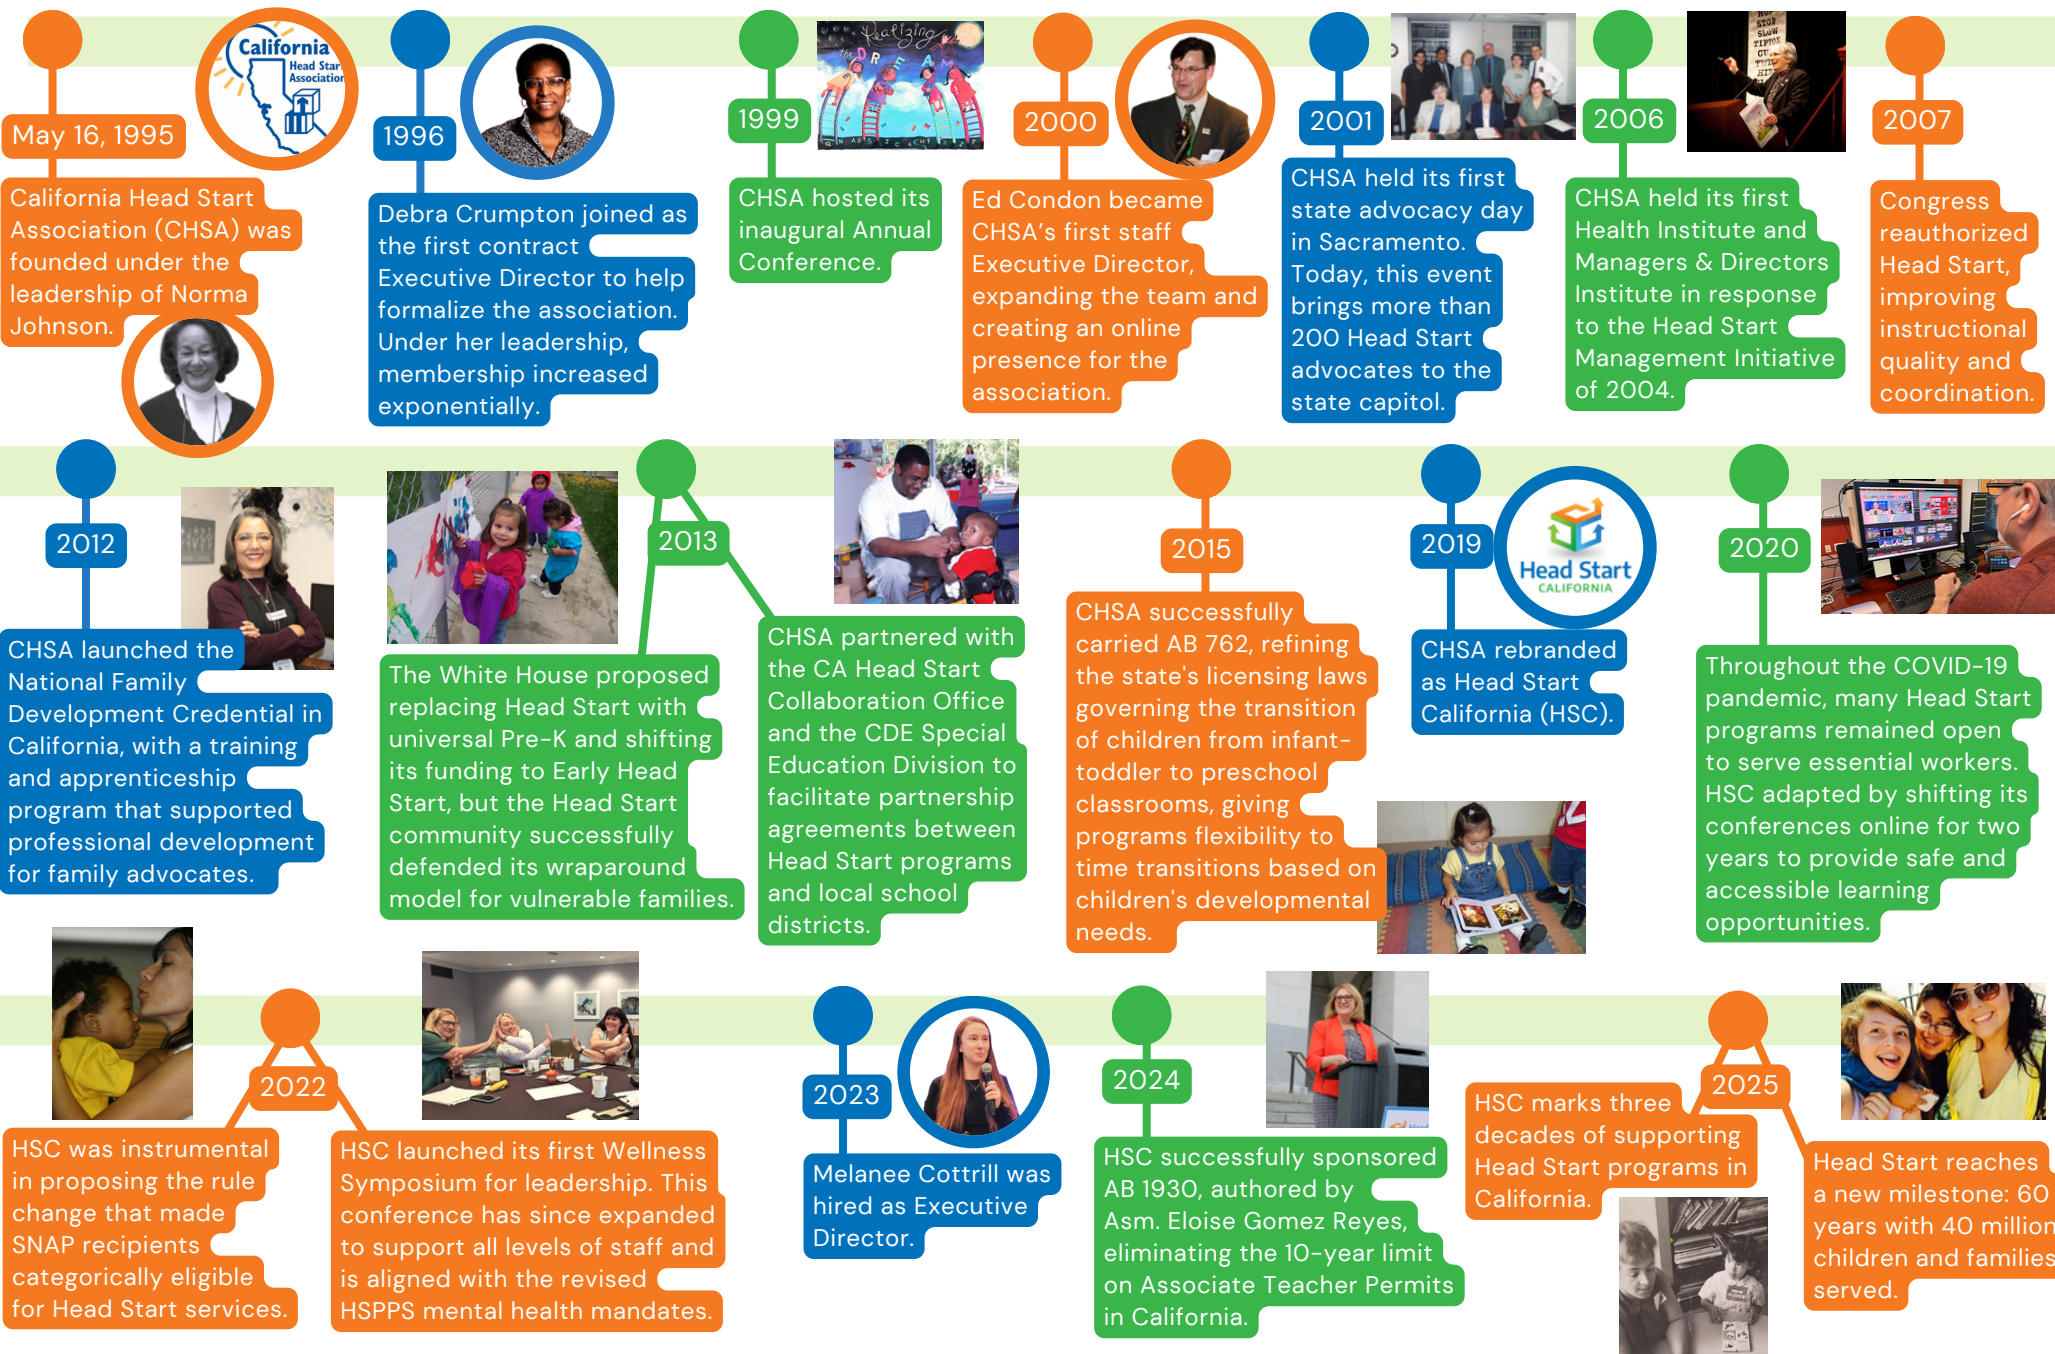 May 16, 1995
California
Head Start
Association
California Head Start
Association (CHSA) was
founded under the
leadership of Norma
Johnson.
1996
Debra Crumpton joined as
the first contract
Executive Director to help
formalize the association.
Under her leadership,
membership increased
exponentially.
1999
Realizing
the DREAM
CHSA hosted its
inaugural Annual
Conference.
2000
Ed Condon became
CHSA’s first staff
Executive Director,
expanding the team and
creating an online
presence for the
association.
2001
CHSA held its first
state advocacy day
in Sacramento.
Today, this event
brings more than
200 Head Start
advocates to the
state capitol.
2006
STOP
SLOW
TIPTON
CHSA held its first
Health Institute and
Managers & Directors
Institute in response
to the Head Start
Management Initiative
of 2004.
2007
Congress
reauthorized
Head Start,
improving
instructional
quality and
coordination.
2012
CHSA launched the
National Family
Development Credential in
California, with a training
and apprenticeship
program that supported
professional development
for family advocates.
2013
The White House proposed
replacing Head Start with
universal Pre-K and shifting
its funding to Early Head
Start, but the Head Start
community successfully
defended its wraparound
model for vulnerable families.
CHSA partnered with
the CA Head Start
Collaboration Office
and the CDE Special
Education Division to
facilitate partnership
agreements between
Head Start programs
and local school
districts.
2015
CHSA successfully
carried AB 762, refining
the state's licensing laws
governing the transition
of children from infant-
toddler to preschool
classrooms, giving
programs flexibility to
time transitions based on
children's developmental
needs.
2019
Head Start
CALIFORNIA
CHSA rebranded
as Head Start
California (HSC).
2020
Throughout the COVID-19
pandemic, many Head Start
programs remained open
to serve essential workers.
HSC adapted by shifting its
conferences online for two
years to provide safe and
accessible learning
opportunities.
2022
HSC was instrumental
in proposing the rule
change that made
SNAP recipients
categorically eligible
for Head Start services.
HSC launched its first Wellness
Symposium for leadership. This
conference has since expanded
to support all levels of staff and
is aligned with the revised
HSPPS mental health mandates.
2023
Melanee Cottrill was
hired as Executive
Director.
2024
HSC successfully sponsored
AB 1930, authored by
Asm. Eloise Gomez Reyes,
eliminating the 10-year limit
on Associate Teacher Permits
in California.
2025
HSC marks three
decades of supporting
Head Start programs in
California.
Head Start reaches
a new milestone: 60
years with 40 million
children and families
served.